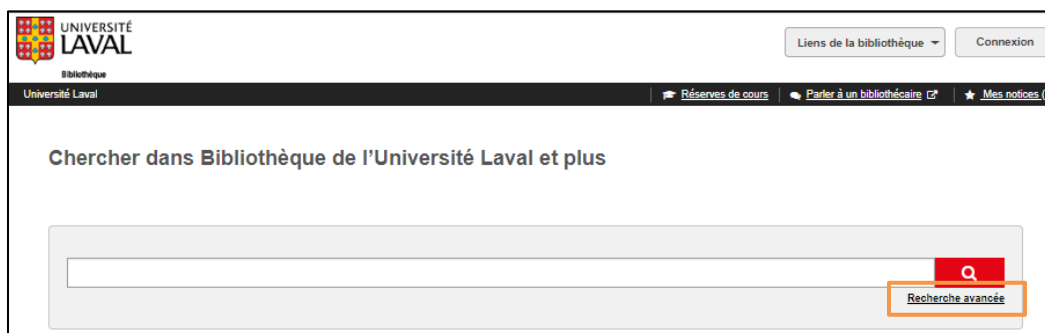 UNIVERSITÉ
LAVAL
Bibliothèque
Liens de la bibliothèque
Connexion
Université Laval
Réserves de cours
Parler à un bibliothécaire
Mes notices (
Chercher dans Bibliothèque de l'Université Laval et plus
Recherche avancée